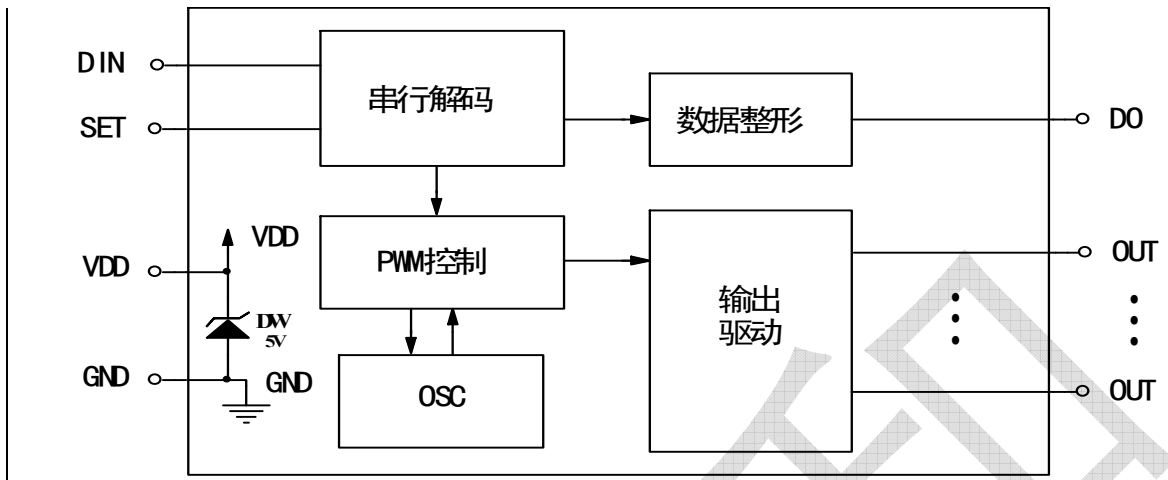 DIN
SET
串行解码
数据整形
DO
VDD
VDD
PWM控制
DW
5V
GND
GND
OSC
输出
驱动
OUT
OUT